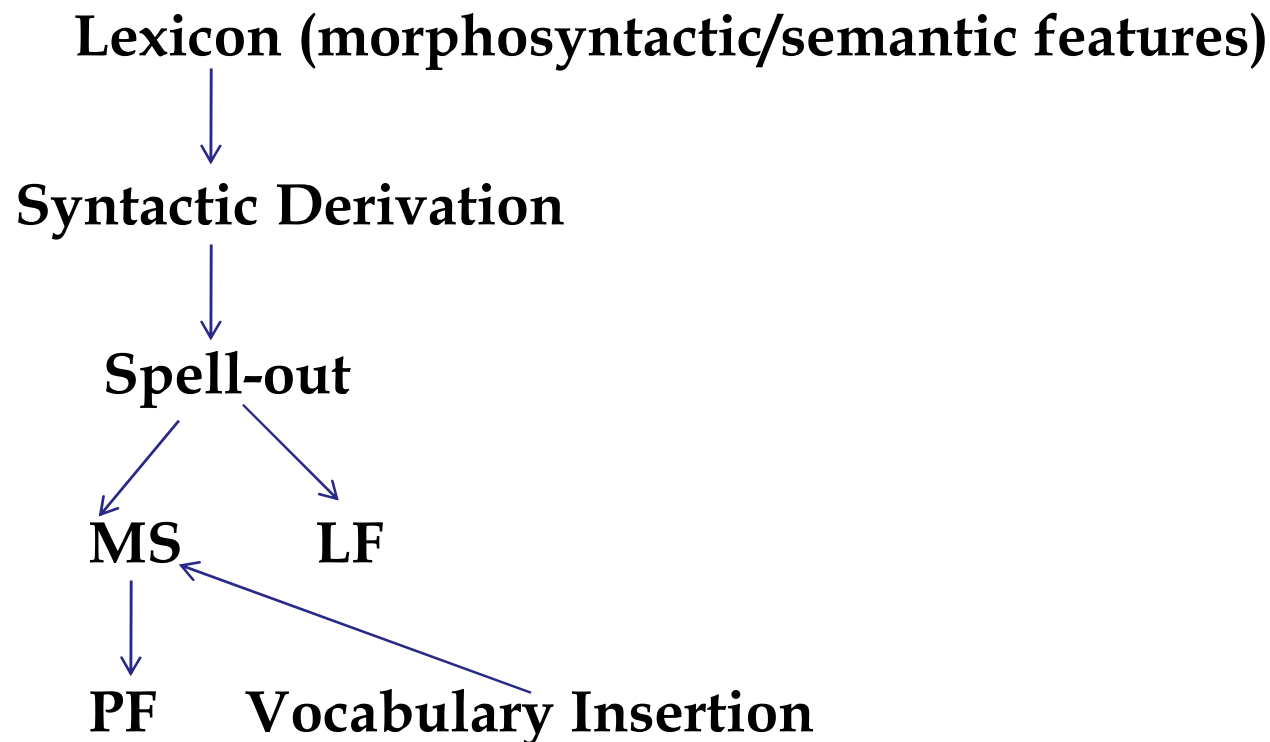 Lexicon (morphosyntactic/semantic features)
Syntactic Derivation
Spell-out
MS LF
PF Vocabulary Insertion